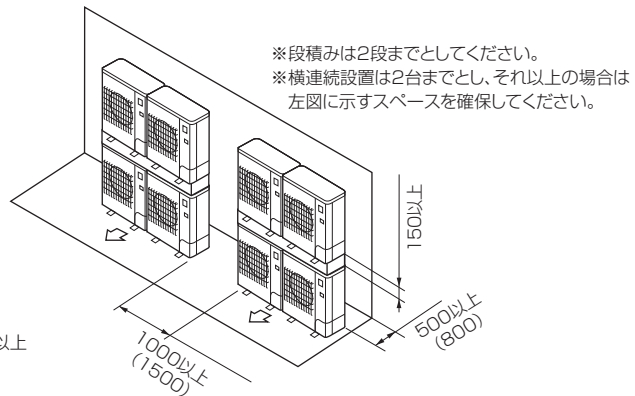 ※段積みは2段までとしてください。
※横連続設置は2台までとし、それ以上の場合は
左図に示すスペースを確保してください。
150以上
500以上
(800)
1000以上
(1500)
以上